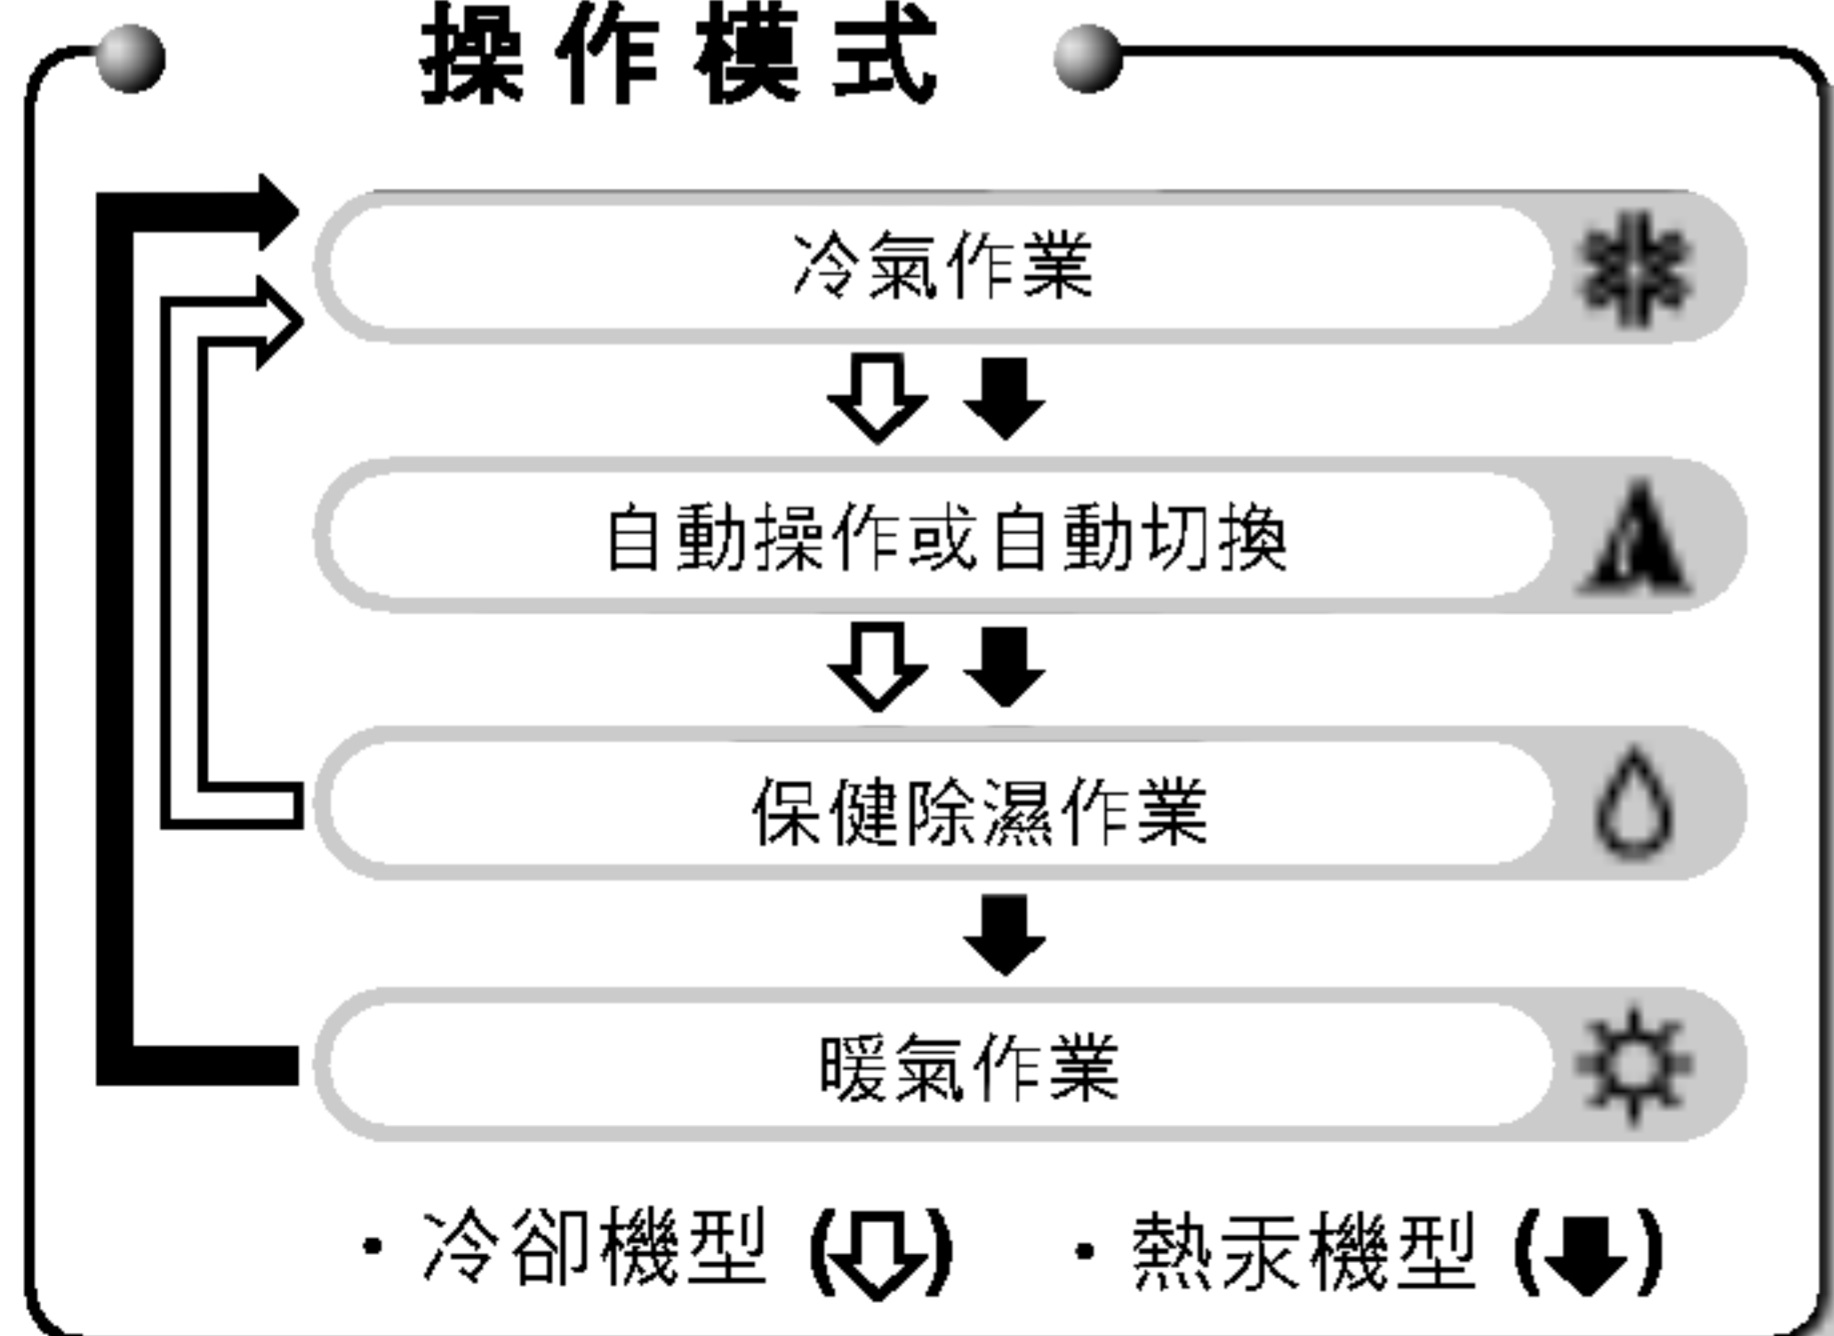 操作模式
冷氣作業
自動操作或自動切換
保健除濕作業
暖氣作業
・冷卻機型 (⇩) ・熱汞機型 (⬇)